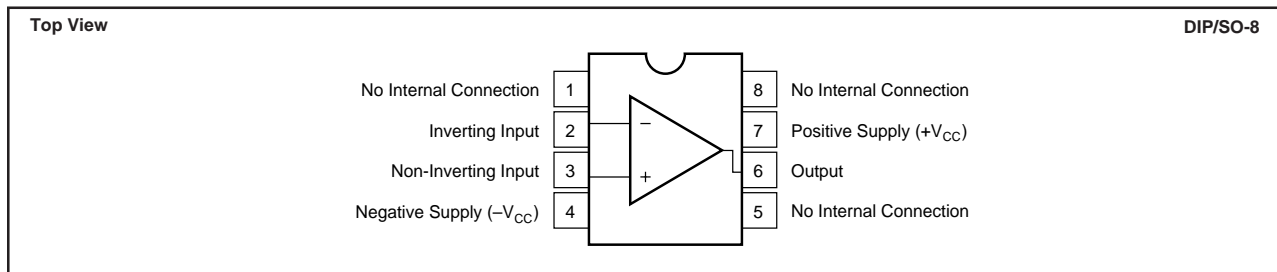 Top View
DIP/SO-8
No Internal Connection 1
8 No Internal Connection
Inverting Input 2
–
7 Positive Supply (+VCC)
Non-Inverting Input 3
+
6 Output
Negative Supply (–VCC) 4
5 No Internal Connection